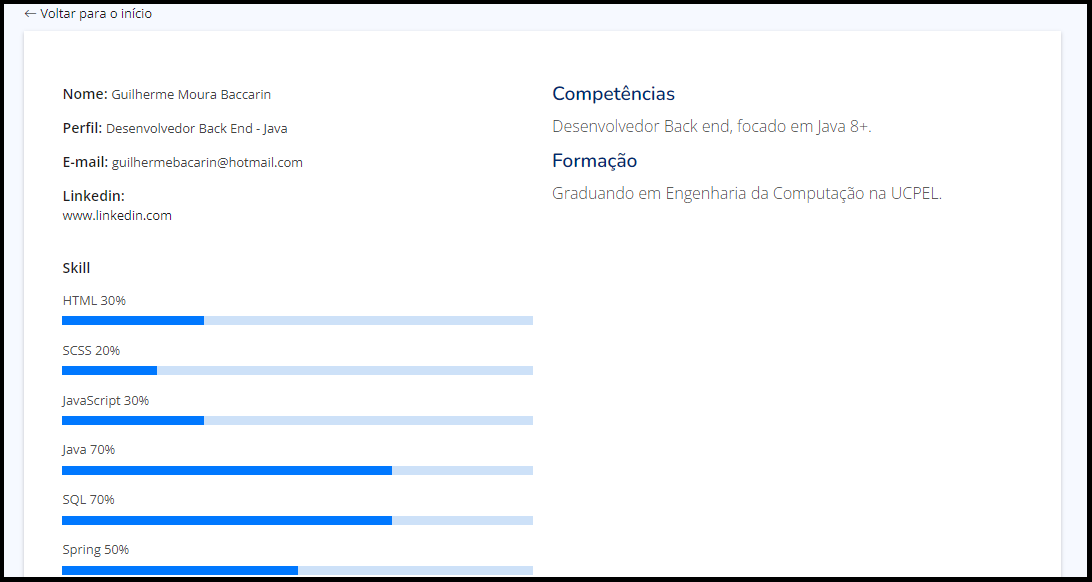 ← Voltar para o início
Nome: Guilherme Moura Baccarin
Perfil: Desenvolvedor Back End - Java
E-mail: guilhermebacarin@hotmail.com
Linkedin:
www.linkedin.com
Skill
HTML 30%
SCSS 20%
JavaScript 30%
Java 70%
SQL 70%
Spring 50%
Competências
Desenvolvedor Back end, focado em Java 8+.
Formação
Graduando em Engenharia da Computação na UCPEL.